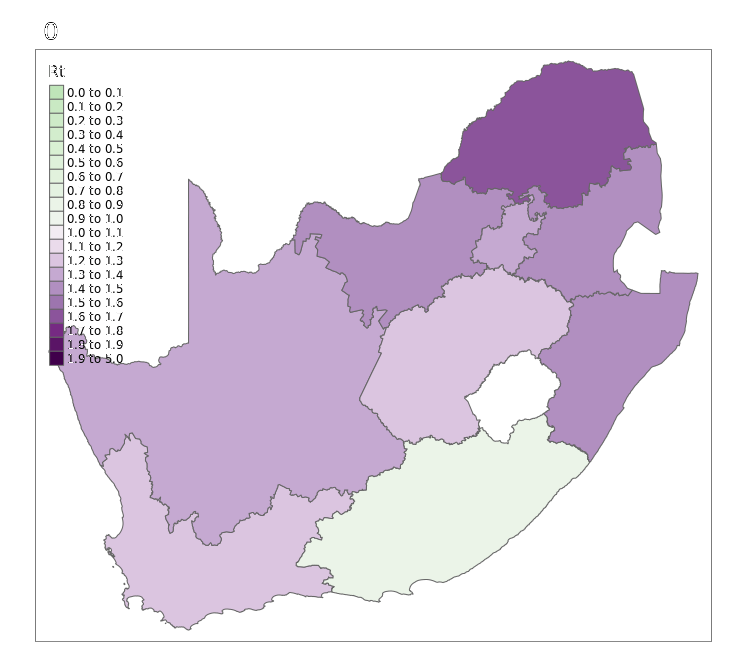 0
Rt
0.0 to 0.1
0.1 to 0.2
0.2 to 0.3
0.3 to 0.4
0.4 to 0.5
0.5 to 0.6
0.6 to 0.7
0.7 to 0.8
0.8 to 0.9
0.9 to 1.0
1.0 to 1.1
1.1 to 1.2
1.2 to 1.3
1.3 to 1.4
1.4 to 1.5
1.5 to 1.6
1.6 to 1.7
1.7 to 1.8
1.8 to 1.9
1.9 to 5.0